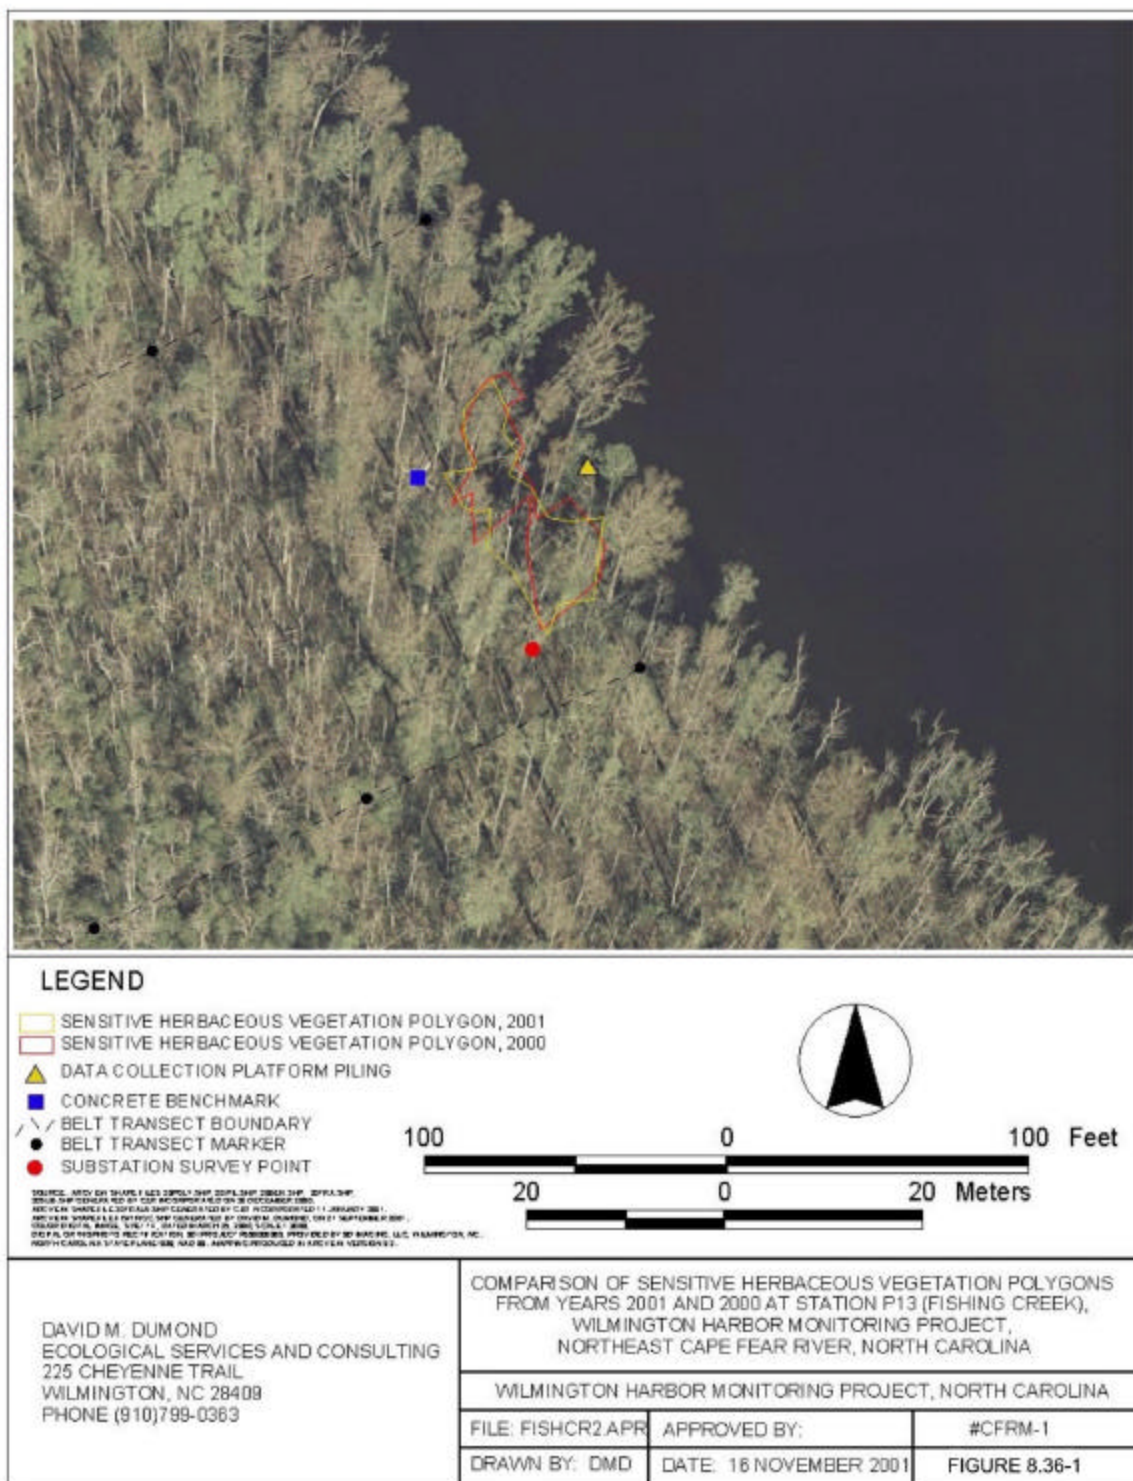 LEGEND
SENSITIVE HERBACEOUS VEGETATION POLYGON, 2001
SENSITIVE HERBACEOUS VEGETATION POLYGON, 2000
DATA COLLECTION PLATFORM PILING
CONCRETE BENCHMARK
BELT TRANSECT BOUNDARY
BELT TRANSECT MARKER
SUBSTATION SURVEY POINT
100 0 100 Feet
20 0 20 Meters
DAVID M. DUMOND
ECOLOGICAL SERVICES AND CONSULTING
225 CHEYENNE TRAIL
WILMINGTON, NC 28409
PHONE (910)799-0363
COMPARISON OF SENSITIVE HERBACEOUS VEGETATION POLYGONS
FROM YEARS 2001 AND 2000 AT STATION P13 (FISHING CREEK),
WILMINGTON HARBOR MONITORING PROJECT,
NORTHEAST CAPE FEAR RIVER, NORTH CAROLINA
WILMINGTON HARBOR MONITORING PROJECT, NORTH CAROLINA
FILE: FISHCR2.APR APPROVED BY: #CFRM-1
DRAWN BY: DMD DATE: 16 NOVEMBER 2001 FIGURE 8.36-1